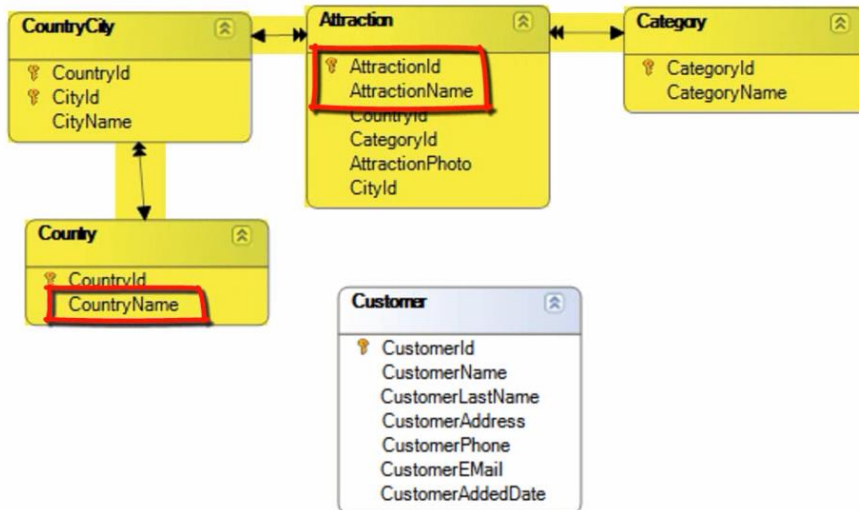 CountryCity
CountryId
CityId
CityName
Attraction
AttractionId
AttractionName
CountryId
CategoryId
AttractionPhoto
CityId
Category
CategoryId
CategoryName
Country
CountryId
CountryName
Customer
CustomerId
CustomerName
CustomerLastName
CustomerAddress
CustomerPhone
CustomerEMail
CustomerAddedDate